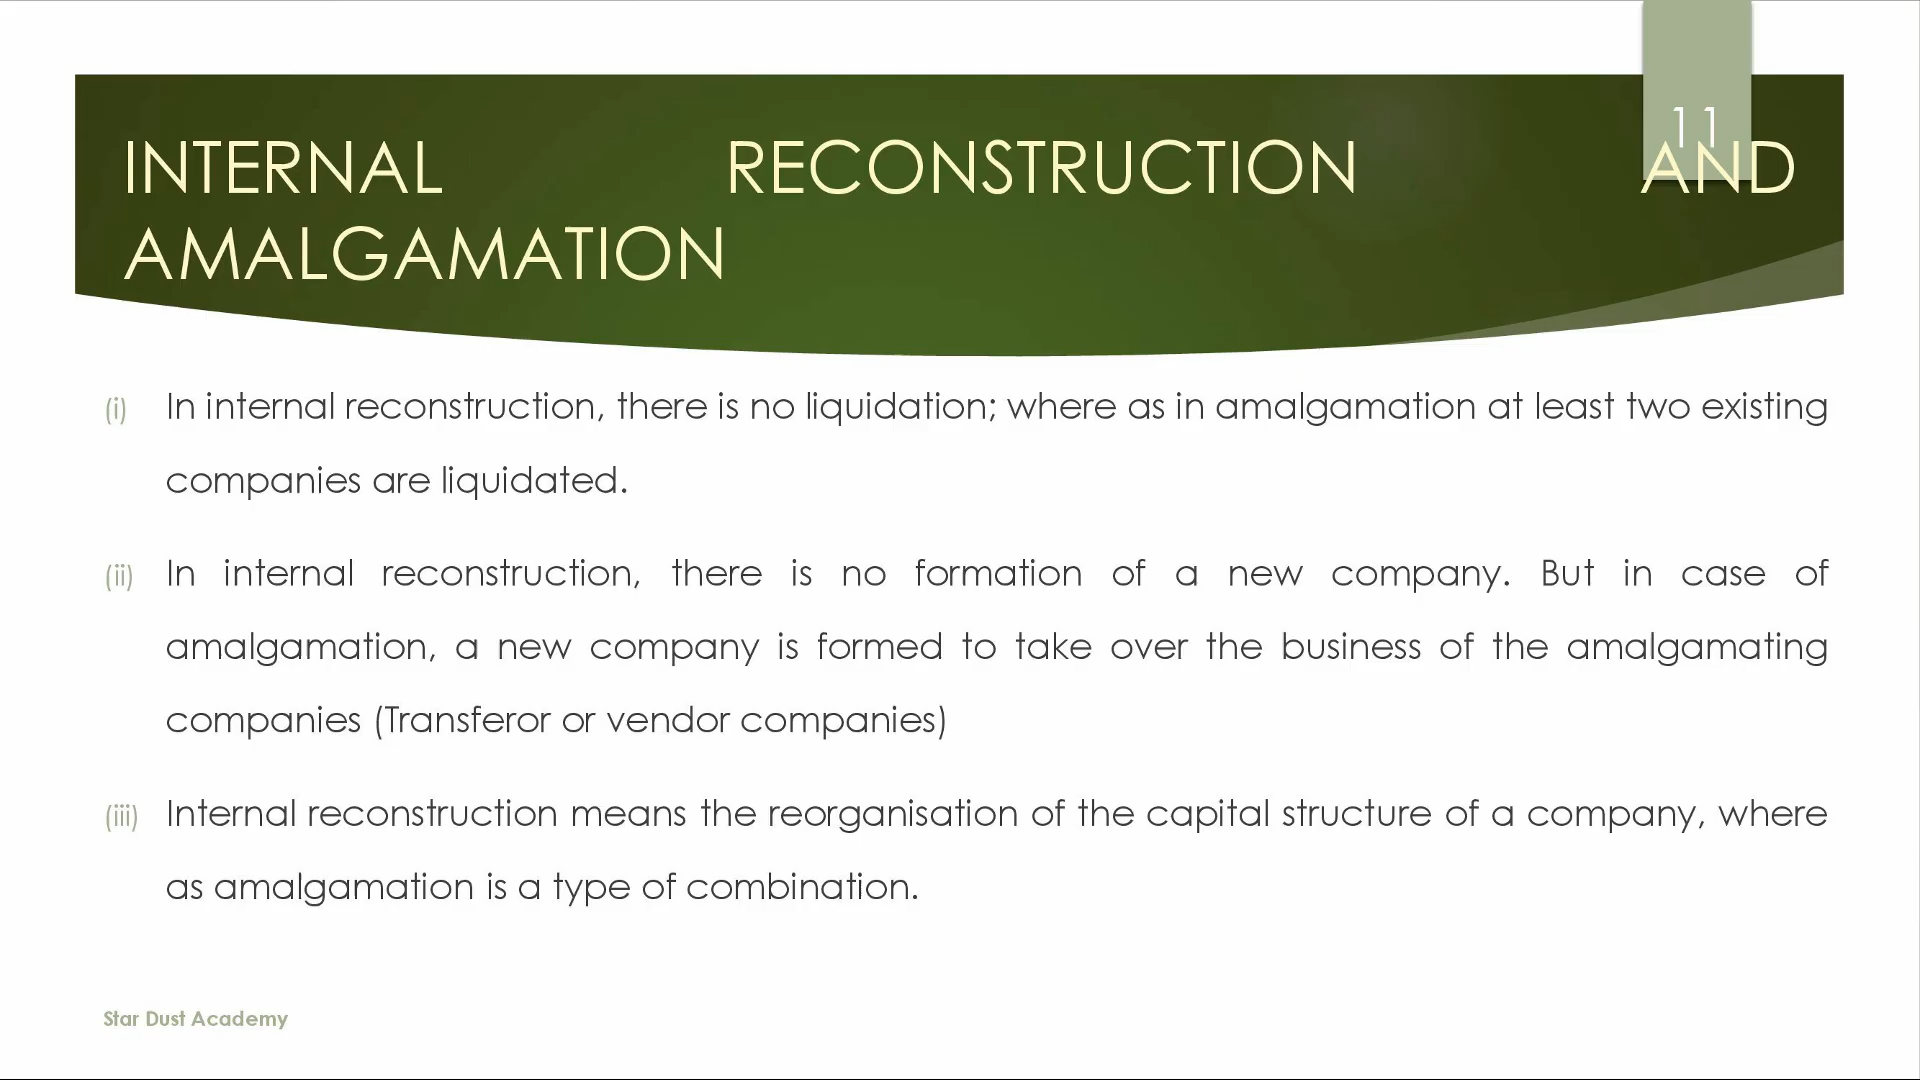 11
INTERNAL RECONSTRUCTION AND
AMALGAMATION
(i) In internal reconstruction, there is no liquidation; where as in amalgamation at least two existing
companies are liquidated.
(ii) In internal reconstruction, there is no formation of a new company. But in case of
amalgamation, a new company is formed to take over the business of the amalgamating
companies (Transferor or vendor companies)
(iii) Internal reconstruction means the reorganisation of the capital structure of a company, where
as amalgamation is a type of combination.
Star Dust Academy